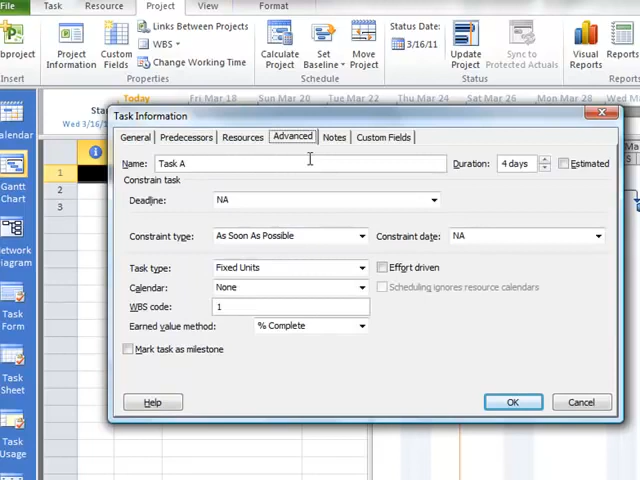 File Task Resource Project View Format
Links Between Projects
Status Date:
WBS
3/16/11
Subproject
Project Information
Custom Fields
Change Working Time
Calculate Project
Set Baseline
Move Project
Update Project
Sync to Protected Actuals
Visual Reports
Reports
Insert Properties Schedule Status
Today Fri Mar 18 Sun Mar 20 Tue Mar 22 Thu Mar 24 Sat Mar 26 Mon Mar 28
Start
Wed 3/16/11
Calendar
Gantt Chart
Network Diagram
Task Form
Task Sheet
Task Usage
1
2
3
Task Information
General Predecessors Resources Advanced Notes Custom Fields
Name: Task A Duration: 4 days Estimated
Constrain task
Deadline: NA
Constraint type: As Soon As Possible Constraint date: NA
Task type: Fixed Units Effort driven
Calendar: None Scheduling ignores resource calendars
WBS code: 1
Earned value method: % Complete
Mark task as milestone
Help OK Cancel